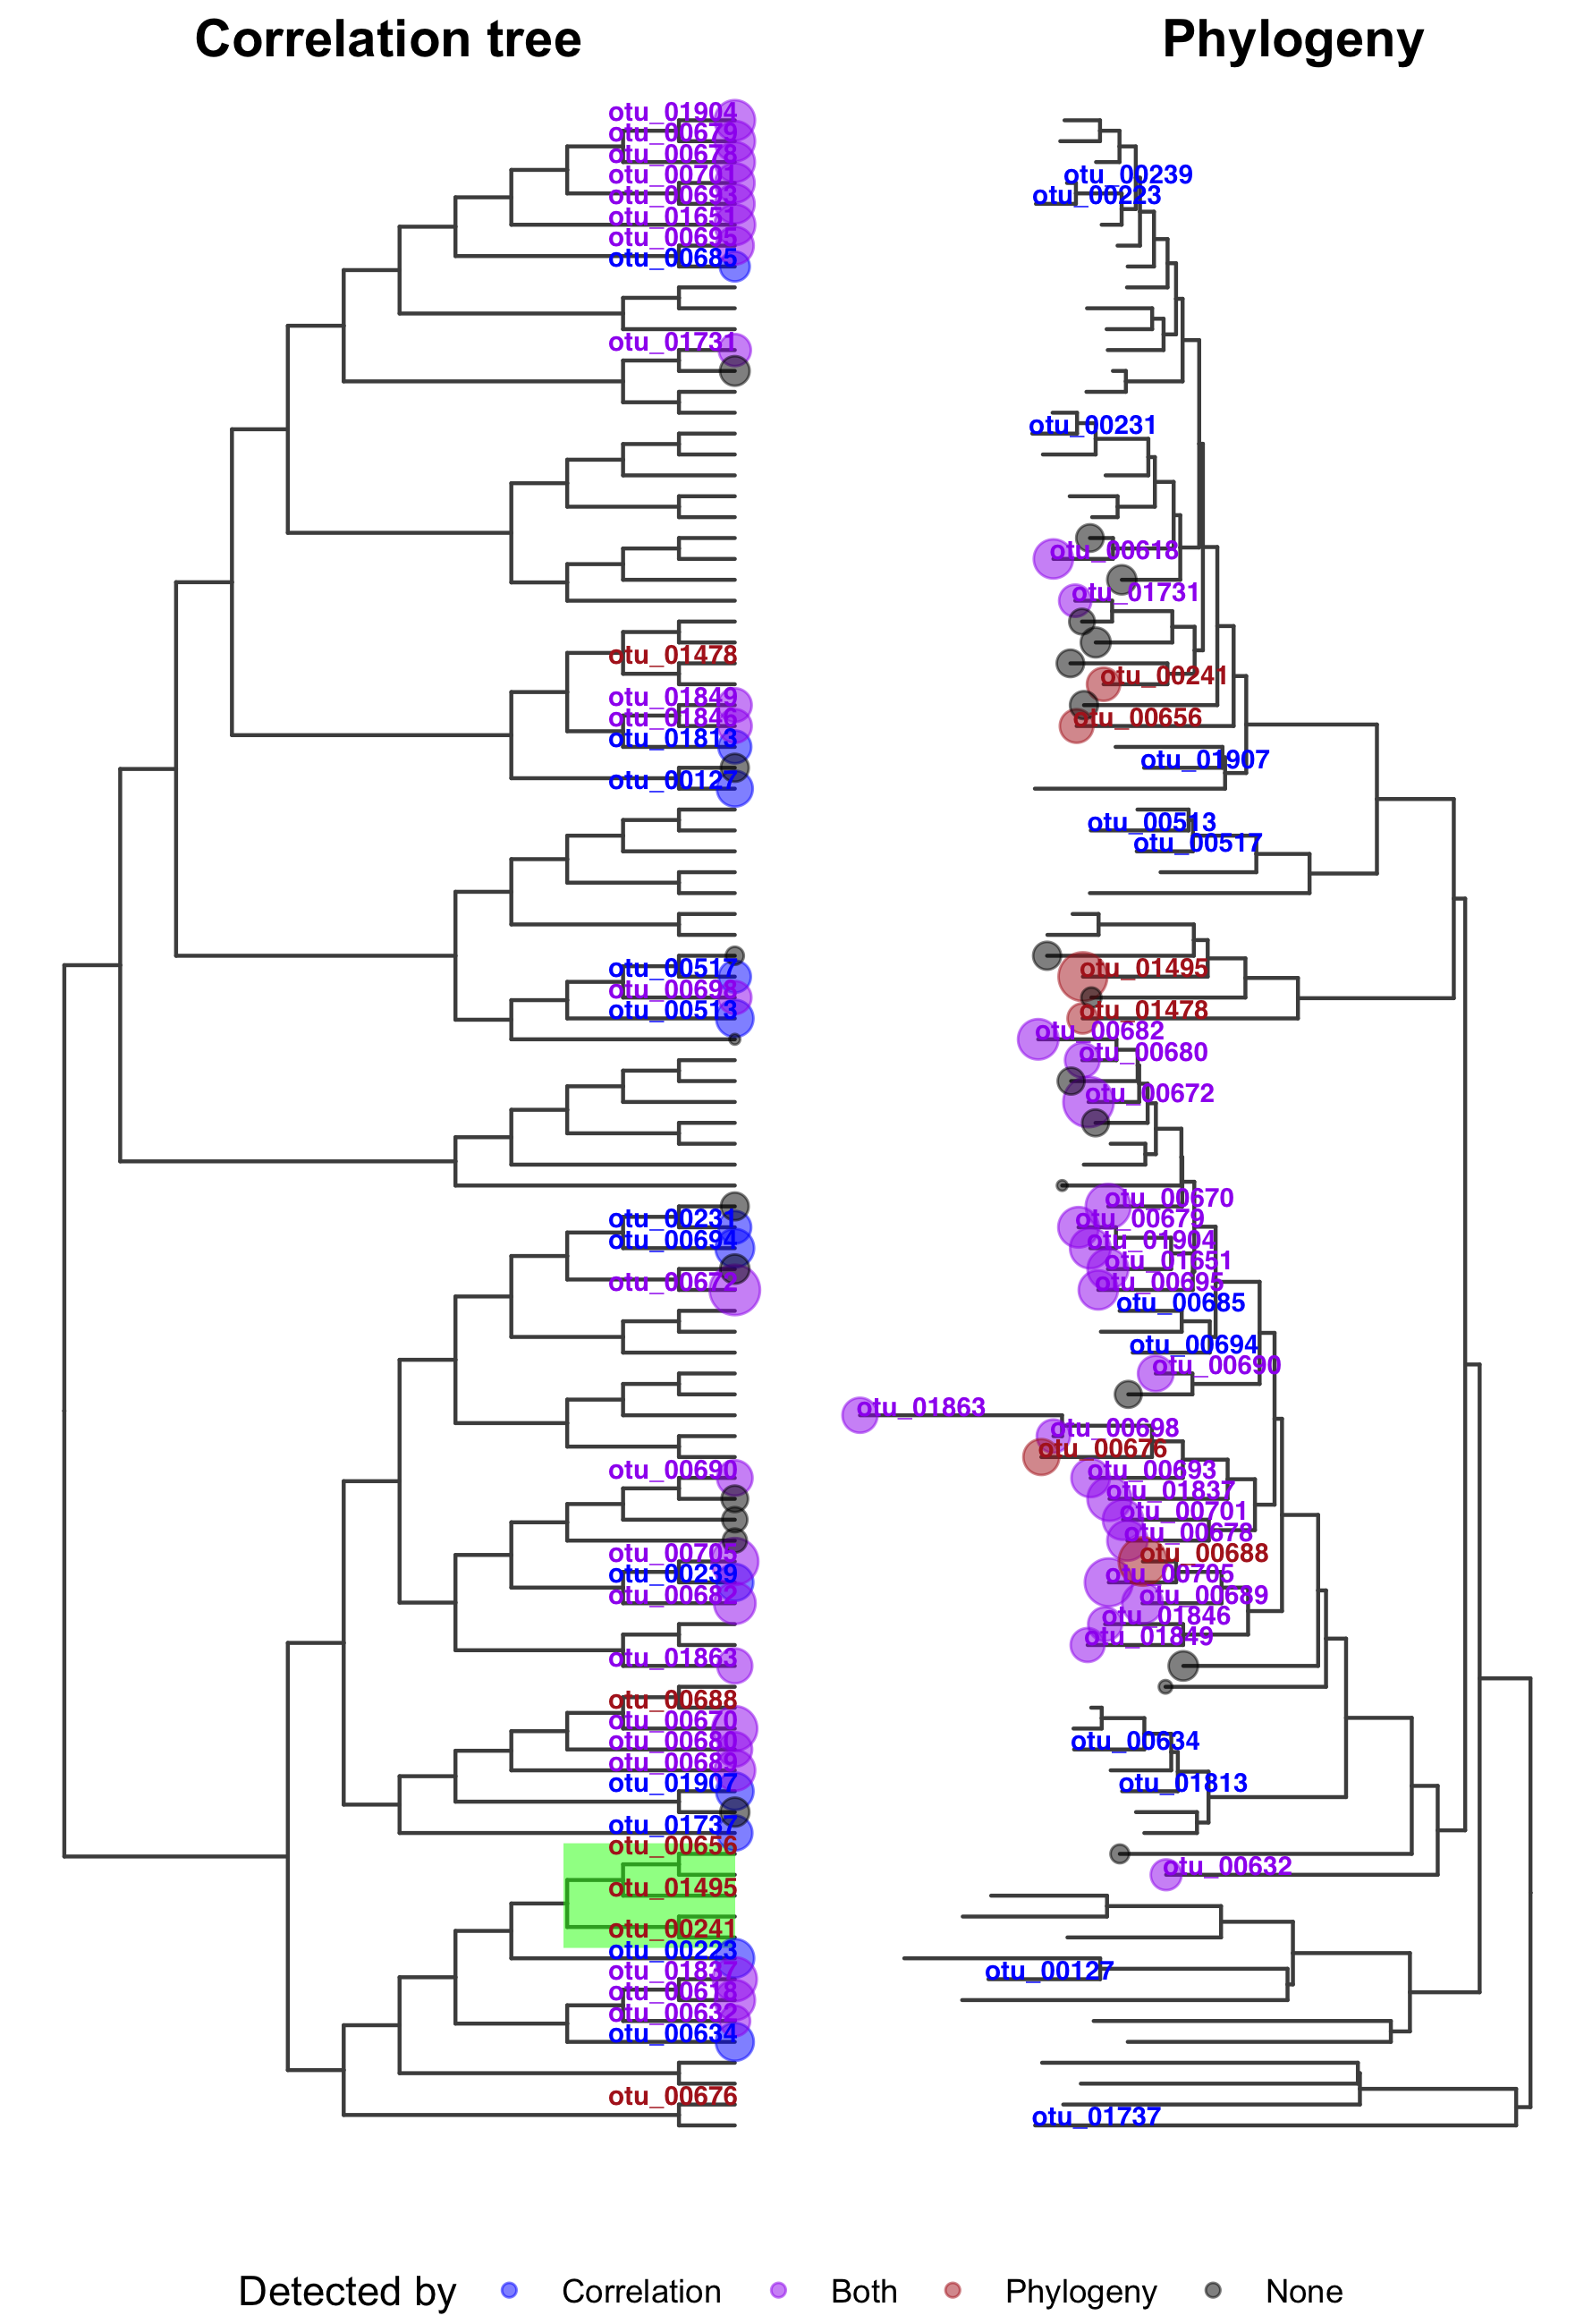 Correlation tree
otu_01904
otu_00679
otu_00678
otu_00701
otu_00693
otu_01651
otu_00695
otu_00685
otu_01731
otu_01478
otu_01849
otu_01846
otu_01813
otu_00127
otu_00517
otu_00698
otu_00513
otu_00231
otu_00694
otu_00672
otu_00690
otu_00705
otu_00239
otu_00682
otu_01863
otu_00688
otu_00670
otu_00680
otu_00689
otu_01907
otu_01737
otu_00656
otu_01495
otu_00241
otu_00223
otu_01837
otu_00618
otu_00632
otu_00634
otu_00676
Phylogeny
otu_00239
otu_00223
otu_00231
otu_00618
otu_01731
otu_00241
otu_00656
otu_01907
otu_00513
otu_00517
otu_01495
otu_01478
otu_00682
otu_00680
otu_00672
otu_00670
otu_00679
otu_01904
otu_01651
otu_00695
otu_00685
otu_00694
otu_00690
otu_01863
otu_00698
otu_00676
otu_00693
otu_01837
otu_00701
otu_00678
otu_00688
otu_00705
otu_00689
otu_01846
otu_01849
otu_00634
otu_01813
otu_00632
otu_00127
otu_01737
Detected by Correlation Both Phylogeny None